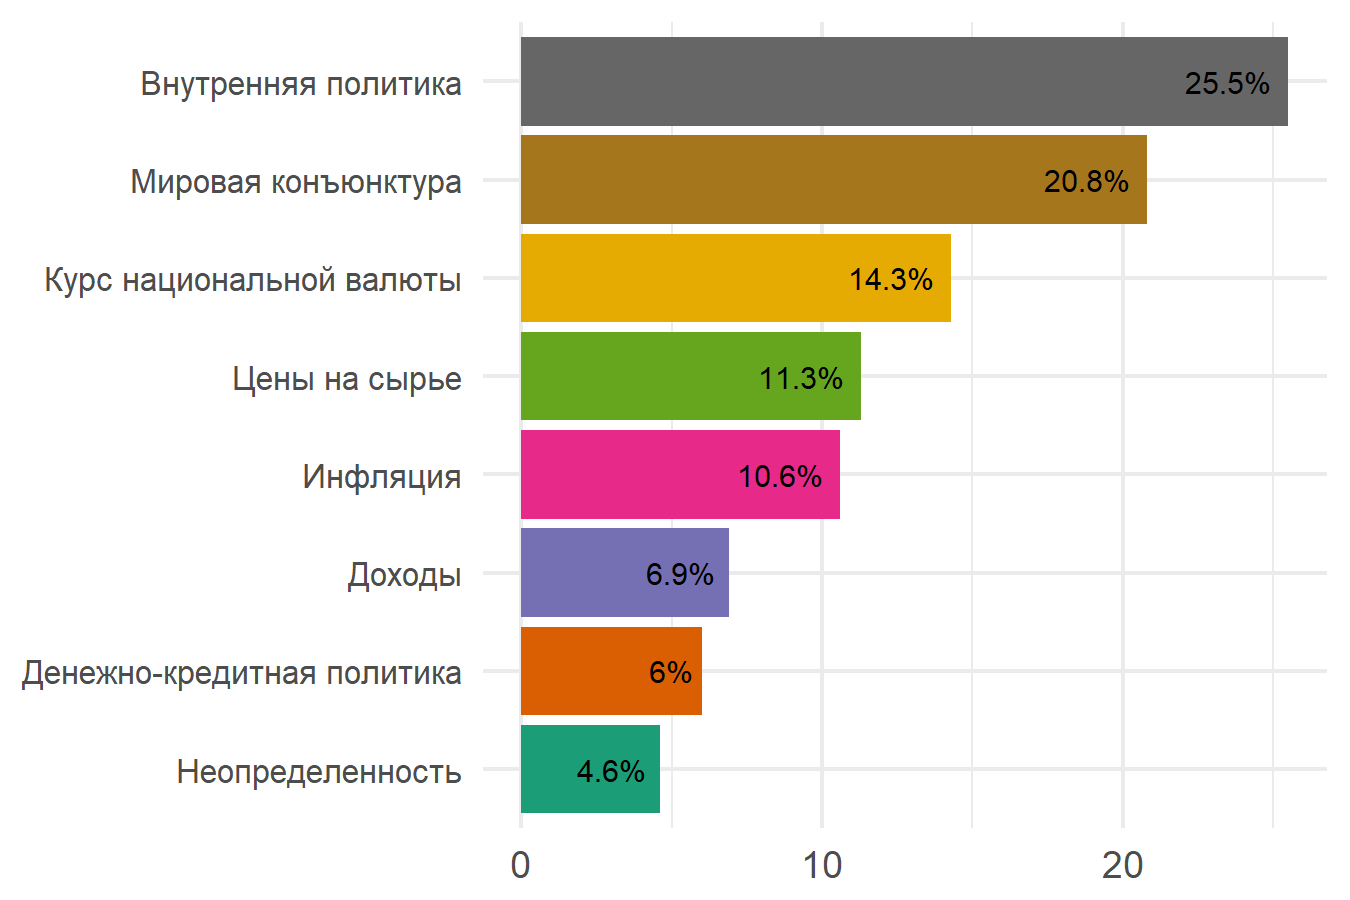 Внутренняя политика
25.5%
Мировая конъюнктура
20.8%
Курс национальной валюты
14.3%
Цены на сырье
11.3%
Инфляция
10.6%
Доходы
6.9%
Денежно-кредитная политика
6%
Неопределенность
4.6%
0
10
20